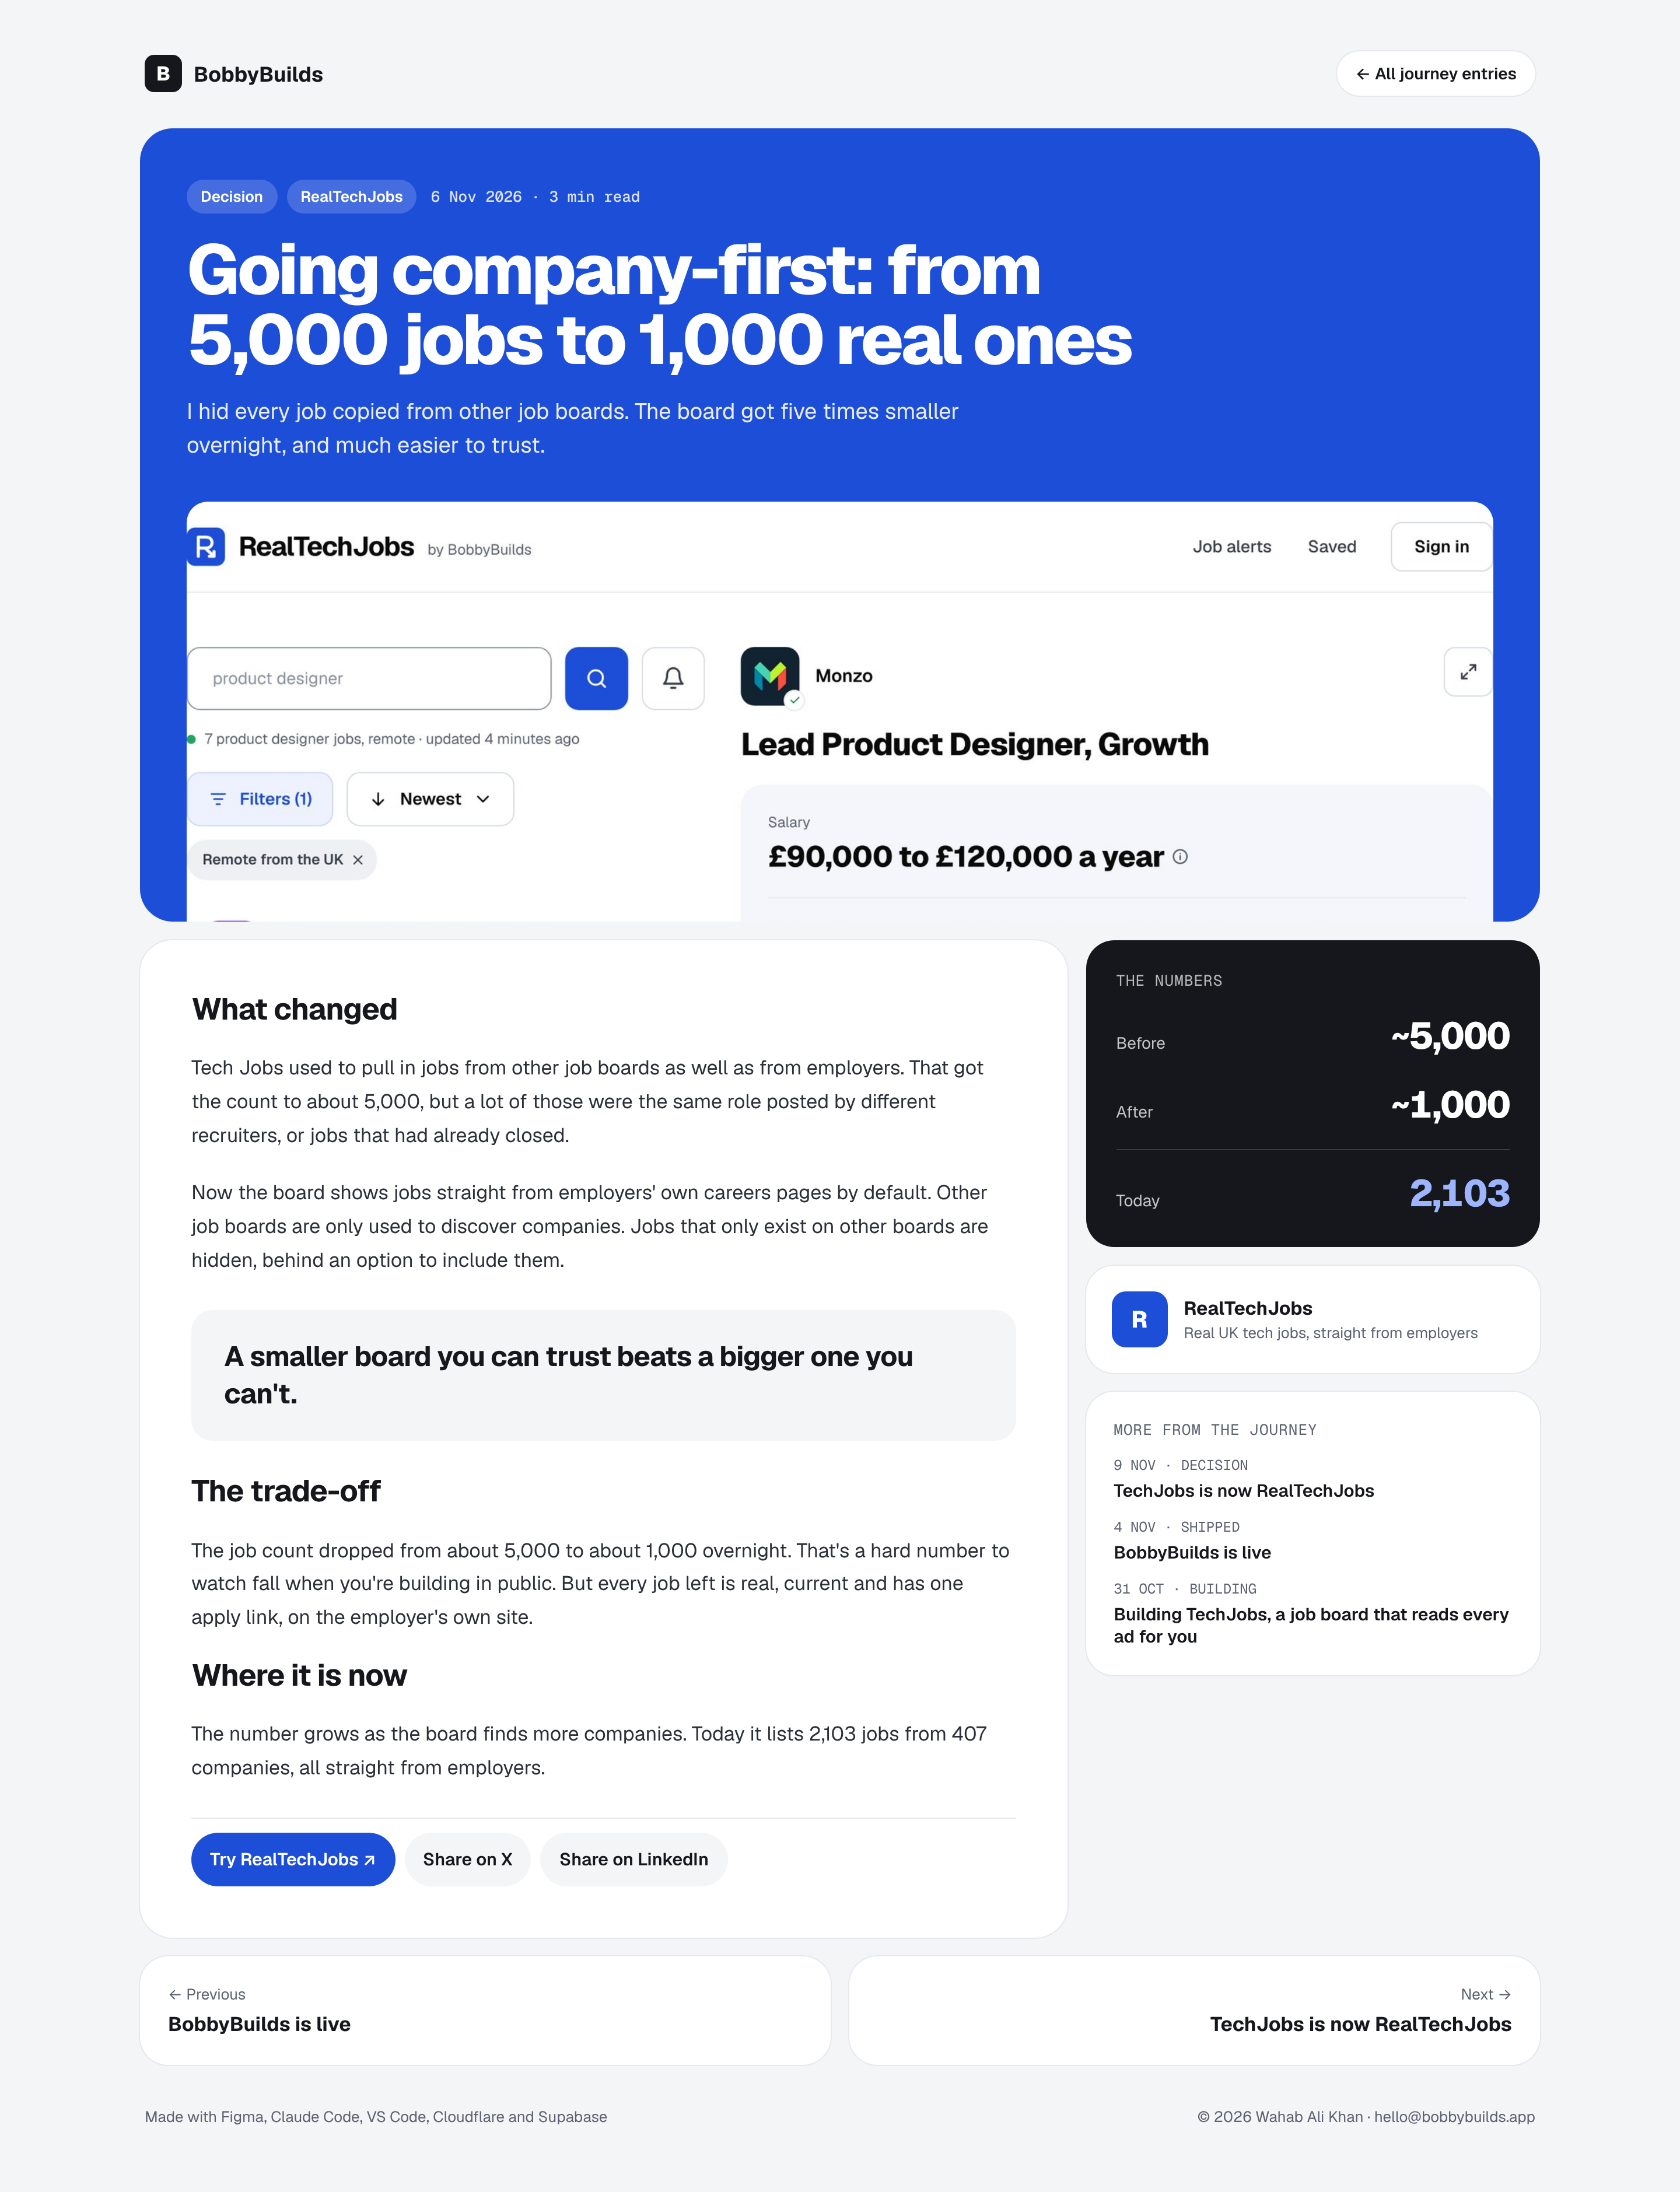 B BobbyBuilds
← All journey entries
Decision RealTechJobs 6 Nov 2026 · 3 min read
Going company-first: from
5,000 jobs to 1,000 real ones
I hid every job copied from other job boards. The board got five times smaller
overnight, and much easier to trust.
R RealTechJobs by BobbyBuilds
Job alerts Saved Sign in
product designer
7 product designer jobs, remote · updated 4 minutes ago
Filters (1) Newest
Remote from the UK ×
Monzo
Lead Product Designer, Growth
Salary
£90,000 to £120,000 a year
What changed
Tech Jobs used to pull in jobs from other job boards as well as from employers. That got
the count to about 5,000, but a lot of those were the same role posted by different
recruiters, or jobs that had already closed.
Now the board shows jobs straight from employers' own careers pages by default. Other
job boards are only used to discover companies. Jobs that only exist on other boards are
hidden, behind an option to include them.
A smaller board you can trust beats a bigger one you
can't.
The trade-off
The job count dropped from about 5,000 to about 1,000 overnight. That's a hard number to
watch fall when you're building in public. But every job left is real, current and has one
apply link, on the employer's own site.
Where it is now
The number grows as the board finds more companies. Today it lists 2,103 jobs from 407
companies, all straight from employers.
Try RealTechJobs ↗ Share on X Share on LinkedIn
THE NUMBERS
Before ~5,000
After ~1,000
Today 2,103
R RealTechJobs
Real UK tech jobs, straight from employers
MORE FROM THE JOURNEY
9 NOV · DECISION
TechJobs is now RealTechJobs
4 NOV · SHIPPED
BobbyBuilds is live
31 OCT · BUILDING
Building TechJobs, a job board that reads every
ad for you
← Previous
BobbyBuilds is live
Next →
TechJobs is now RealTechJobs
Made with Figma, Claude Code, VS Code, Cloudflare and Supabase
© 2026 Wahab Ali Khan · hello@bobbybuilds.app